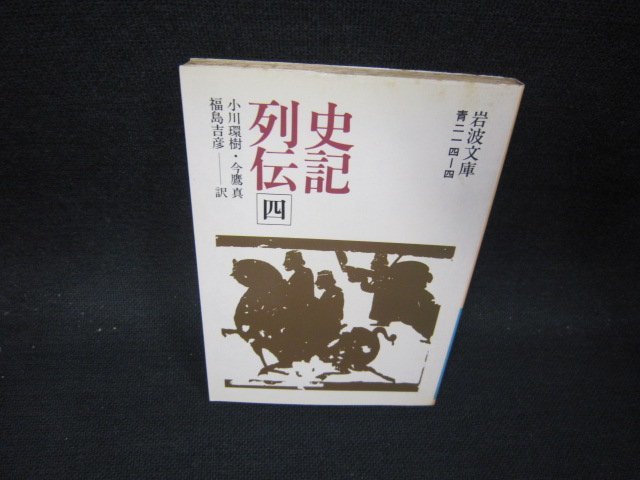 岩波文庫
青二一四-四
史記
列伝
四
小川環樹・今鷹真
福島吉彦——訳